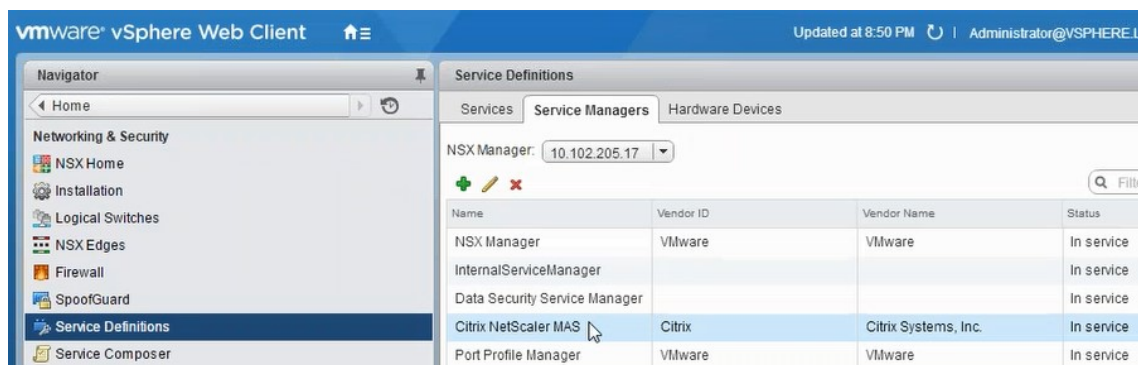 vmware® vSphere Web Client
Updated at 8:50 PM | Administrator@VSPHERE.L
Navigator
Home
Networking & Security
NSX Home
Installation
Logical Switches
NSX Edges
Firewall
SpoofGuard
Service Definitions
Service Composer
Service Definitions
Services Service Managers Hardware Devices
NSX Manager: 10.102.205.17
Filte
Name Vendor ID Vendor Name Status
NSX Manager VMware VMware In service
InternalServiceManager In service
Data Security Service Manager In service
Citrix NetScaler MAS Citrix Citrix Systems, Inc. In service
Port Profile Manager VMware VMware In service